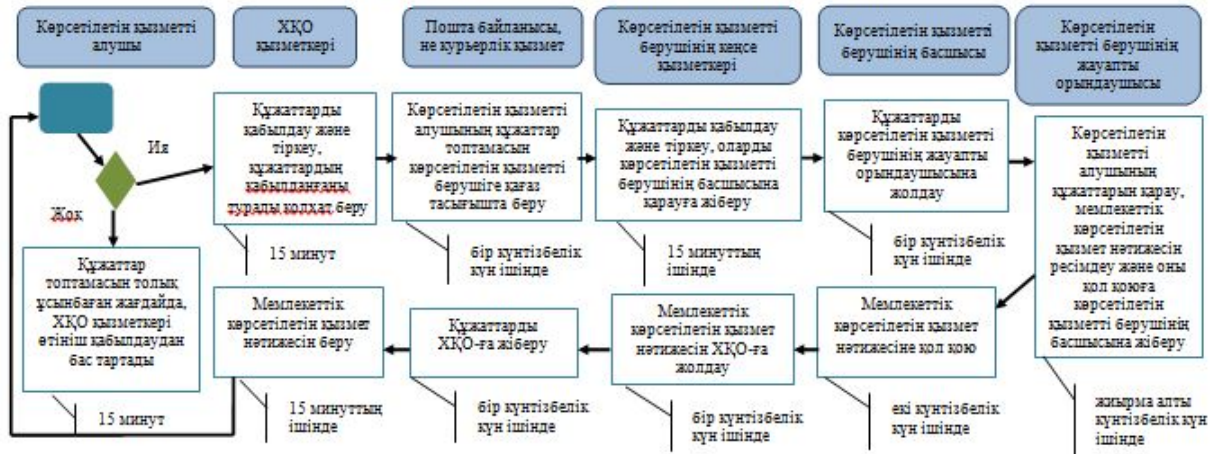 Көрсетілетін қызметті
алушы
ХҚО
қызметкері
Пошта байланысы,
не курьерлік қызмет
Көрсетілетін қызметті
берушінің кеңсе
қызметкері
Көрсетілетін қызметті
берушінің басшысы
Көрсетілетін
қызметті берушінің
жауапты
орындаушысы
Ия
Жоқ
Құжаттарды
қабылдау және
тіркеу,
құжаттардың
қабылданғаны
туралы қолхат беру
15 минут
Көрсетілетін қызметті
алушының құжаттар
топтамасын
көрсетілетін қызметті
берушіге қағаз
тасығышта беру
бір күнтізбелік
күн ішінде
Құжаттарды қабылдау
және тіркеу, оларды
көрсетілетін қызметті
берушінің басшысына
қарауға жіберу
15 минуттың
ішінде
Құжаттарды
көрсетілетін қызметті
берушінің жауапты
орындаушысына
жолдау
бір күнтізбелік
күн ішінде
Көрсетілетін
қызметті
алушының
құжаттарын қарау,
мемлекеттік
көрсетілетін
қызмет нәтижесін
ресімдеу және оны
қол қоюға
көрсетілетін
қызметті берушінің
басшысына жіберу
жиырма алты
күнтізбелік күн
ішінде
Құжаттар
топтамасын толық
ұсынбаған жағдайда,
ХҚО қызметкері
өтініш қабылдаудан
бас тартады
15 минут
Мемлекеттік
көрсетілетін қызмет
нәтижесін беру
15 минуттың
ішінде
Құжаттарды
ХҚО-ға жіберу
бір күнтізбелік
күн ішінде
Мемлекеттік
көрсетілетін қызмет
нәтижесін ХҚО-ға
жолдау
бір күнтізбелік
күн ішінде
Мемлекеттік
көрсетілетін қызмет
нәтижесіне қол қою
екі күнтізбелік
күн ішінде